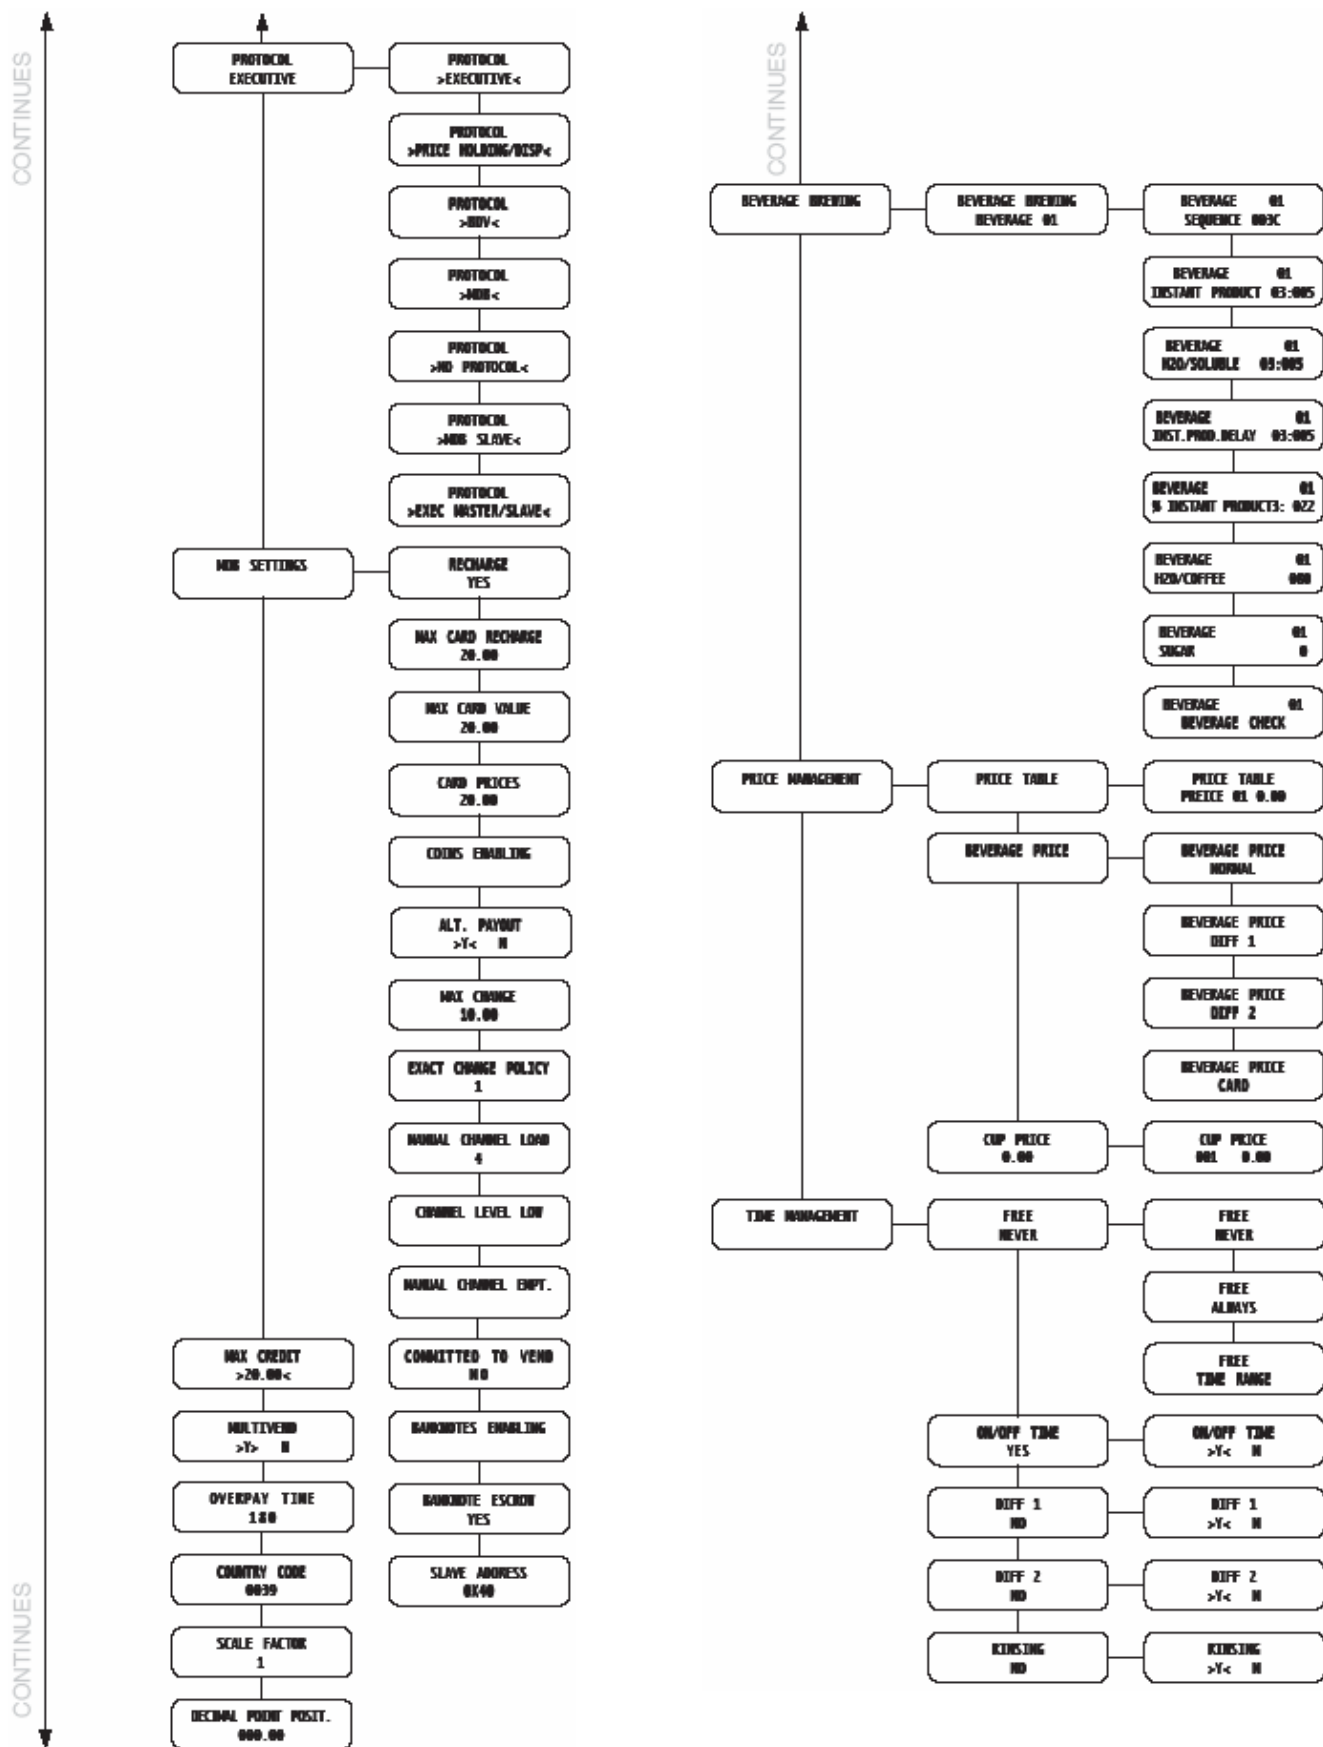 CONTINUES
PROTOCOL
EXECUTIVE
PROTOCOL
>EXECUTIVE<
PROTOCOL
>PRICE HOLDING/DISP<
PROTOCOL
>BDV<
PROTOCOL
>MDB<
PROTOCOL
>NO PROTOCOL<
PROTOCOL
>MDB SLAVE<
PROTOCOL
>EXEC MASTER/SLAVE<
MDB SETTINGS
RECHARGE
YES
MAX CARD RECHARGE
20.00
MAX CARD VALUE
20.00
CARD PRICES
20.00
COINS ENABLING
ALT. PAYOUT
>Y< N
MAX CHANGE
10.00
EXACT CHANGE POLICY
1
MANUAL CHANNEL LOAD
4
CHANNEL LEVEL LOW
MANUAL CHANNEL EMPT.
COMMITTED TO VEND
NO
BANKNOTES ENABLING
BANKNOTE ESCROW
YES
SLAVE ADDRESS
0X40
MAX CREDIT
>20.00<
MULTIVEND
>Y> N
OVERPAY TIME
180
COUNTRY CODE
0039
SCALE FACTOR
1
DECIMAL POINT POSIT.
000.00
CONTINUES
CONTINUES
BEVERAGE BREWING
BEVERAGE BREWING
BEVERAGE 01
BEVERAGE 01
SEQUENCE 003C
BEVERAGE 01
INSTANT PRODUCT 03:005
BEVERAGE 01
H2O/SOLUBLE 03:005
BEVERAGE 01
INST.PROD.DELAY 03:005
BEVERAGE 01
% INSTANT PRODUCT3: 022
BEVERAGE 01
H2O/COFFEE 000
BEVERAGE 01
SUGAR 0
BEVERAGE 01
BEVERAGE CHECK
PRICE MANAGEMENT
PRICE TABLE
PRICE TABLE
PREICE 01 0.00
BEVERAGE PRICE
BEVERAGE PRICE
NORMAL
BEVERAGE PRICE
DIFF 1
BEVERAGE PRICE
DIFF 2
BEVERAGE PRICE
CARD
CUP PRICE
0.00
CUP PRICE
001 0.00
TIME MANAGEMENT
FREE
NEVER
FREE
NEVER
FREE
ALWAYS
FREE
TIME RANGE
ON/OFF TIME
YES
ON/OFF TIME
>Y< N
DIFF 1
NO
DIFF 1
>Y< N
DIFF 2
NO
DIFF 2
>Y< N
RINSING
NO
RINSING
>Y< N